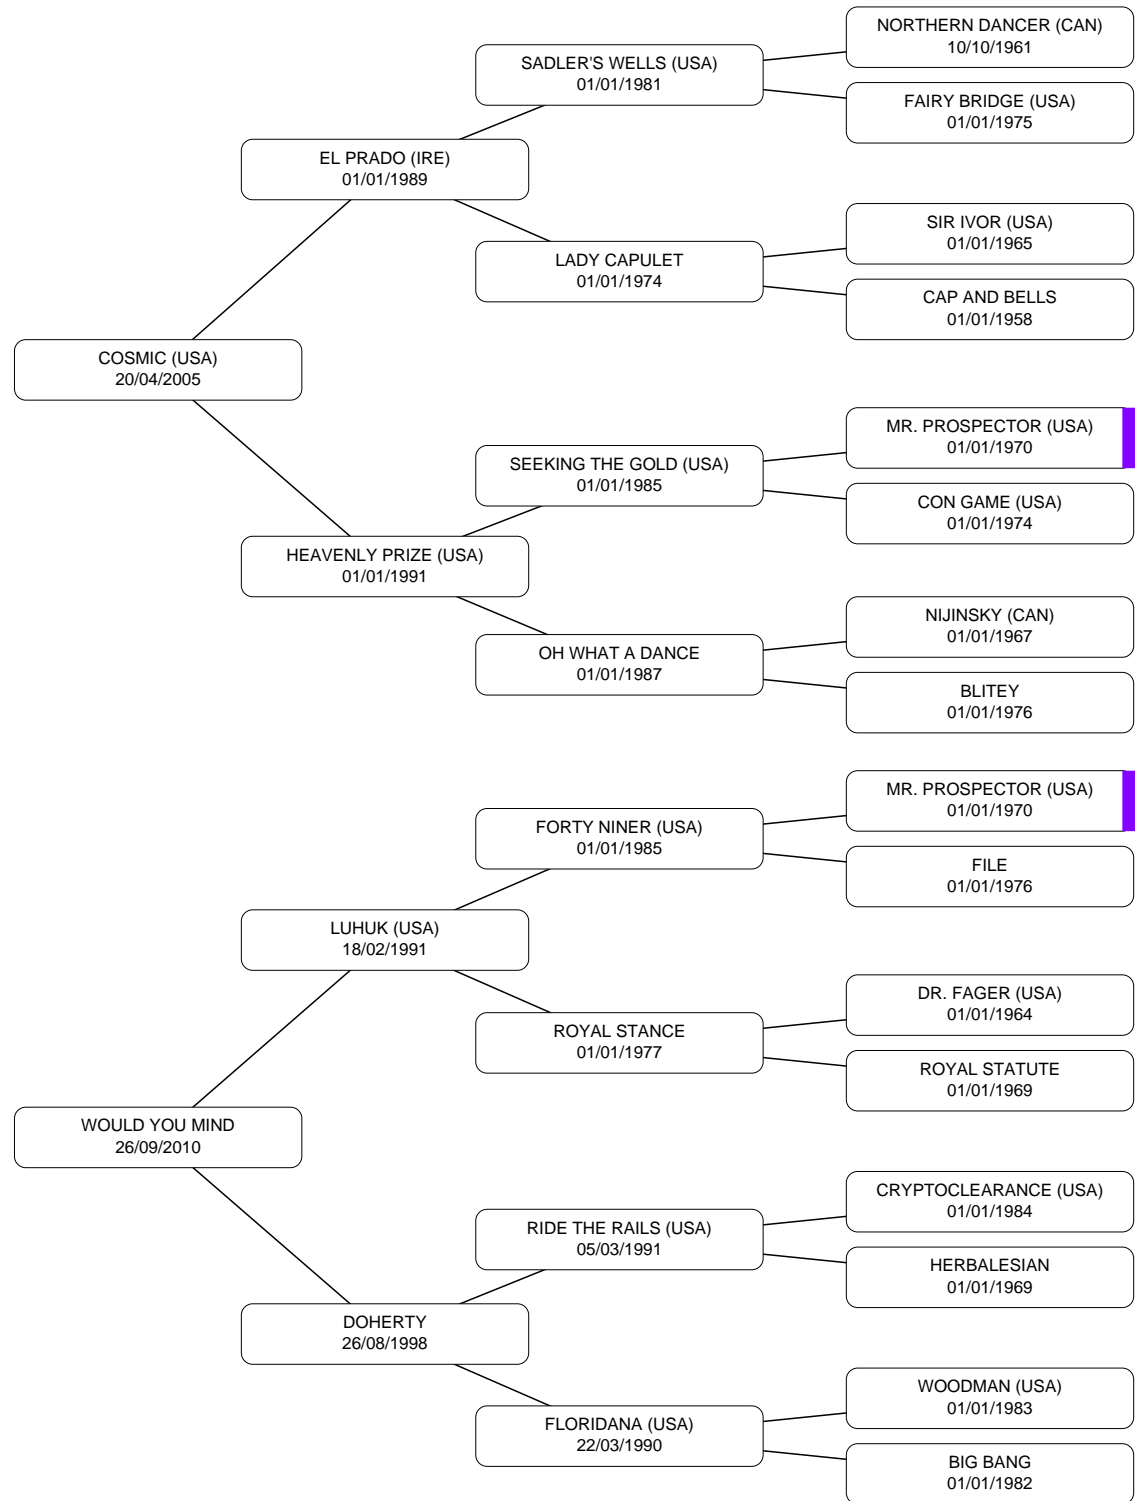 NORTHERN DANCER (CAN)
10/10/1961
SADLER'S WELLS (USA)
01/01/1981
FAIRY BRIDGE (USA)
01/01/1975
EL PRADO (IRE)
01/01/1989
SIR IVOR (USA)
01/01/1965
LADY CAPULET
01/01/1974
CAP AND BELLS
01/01/1958
COSMIC (USA)
20/04/2005
MR. PROSPECTOR (USA)
01/01/1970
SEEKING THE GOLD (USA)
01/01/1985
CON GAME (USA)
01/01/1974
HEAVENLY PRIZE (USA)
01/01/1991
NIJINSKY (CAN)
01/01/1967
OH WHAT A DANCE
01/01/1987
BLITEY
01/01/1976
MR. PROSPECTOR (USA)
01/01/1970
FORTY NINER (USA)
01/01/1985
FILE
01/01/1976
LUHUK (USA)
18/02/1991
DR. FAGER (USA)
01/01/1964
ROYAL STANCE
01/01/1977
ROYAL STATUTE
01/01/1969
WOULD YOU MIND
26/09/2010
CRYPTOCLEARANCE (USA)
01/01/1984
RIDE THE RAILS (USA)
05/03/1991
HERBALESIAN
01/01/1969
DOHERTY
26/08/1998
WOODMAN (USA)
01/01/1983
FLORIDANA (USA)
22/03/1990
BIG BANG
01/01/1982